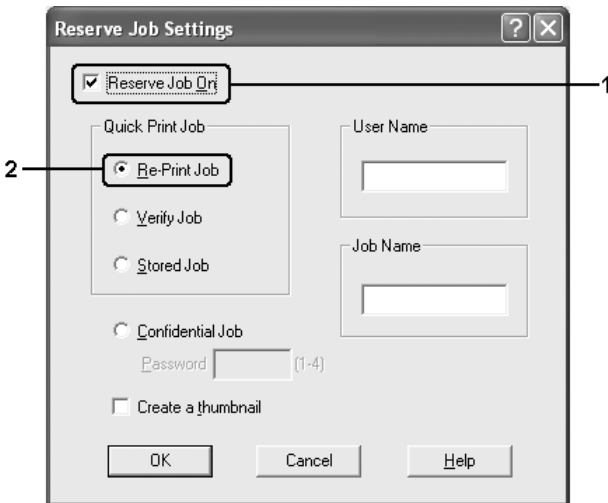 Reserve Job Settings
Reserve Job On
1
Quick Print Job
2
Re-Print Job
Verify Job
Stored Job
User Name
Job Name
Confidential Job
Password (1-4)
Create a thumbnail
OK
Cancel
Help